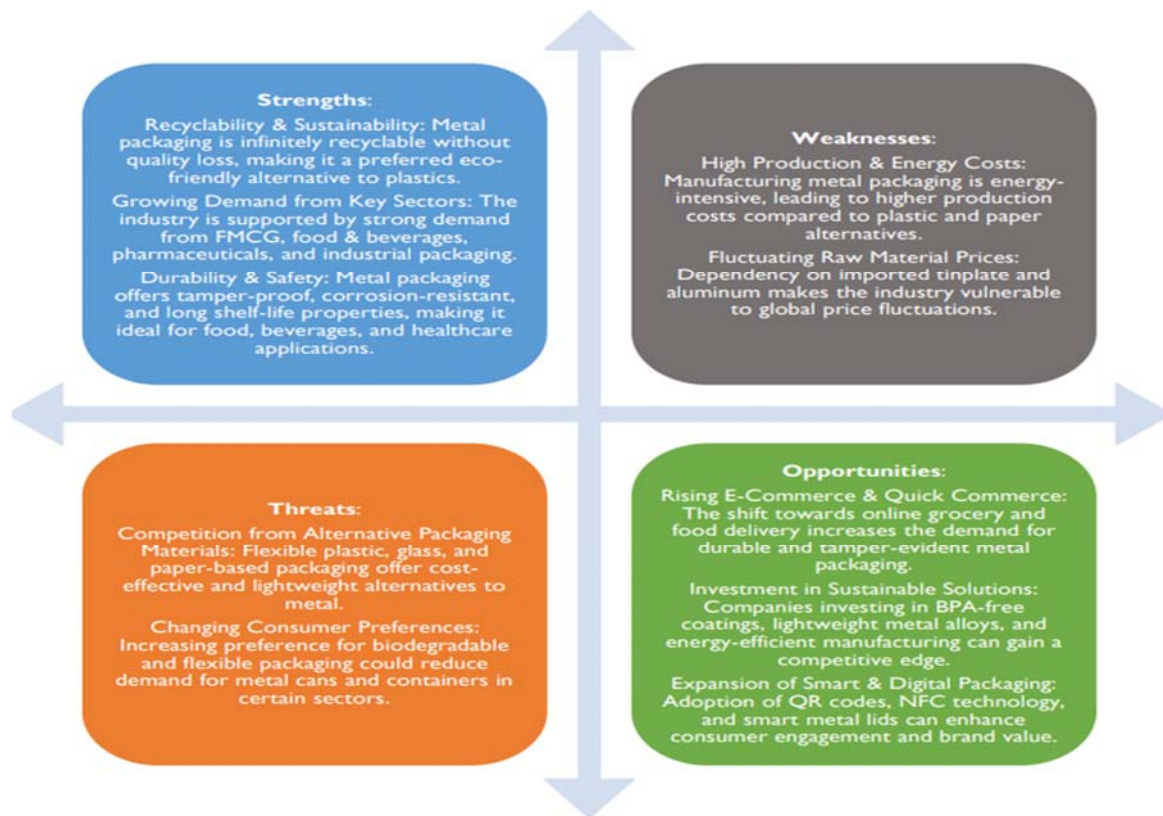 Strengths:
Recyclability & Sustainability: Metal
packaging is infinitely recyclable without
quality loss, making it a preferred eco-
friendly alternative to plastics.
Growing Demand from Key Sectors: The
industry is supported by strong demand
from FMCG, food & beverages,
pharmaceuticals, and industrial packaging.
Durability & Safety: Metal packaging
offers tamper-proof, corrosion-resistant,
and long shelf-life properties, making it
ideal for food, beverages, and healthcare
applications.
Weaknesses:
High Production & Energy Costs:
Manufacturing metal packaging is energy-
intensive, leading to higher production
costs compared to plastic and paper
alternatives.
Fluctuating Raw Material Prices:
Dependency on imported tinplate and
aluminum makes the industry vulnerable
to global price fluctuations.
Threats:
Competition from Alternative Packaging
Materials: Flexible plastic, glass, and
paper-based packaging offer cost-
effective and lightweight alternatives to
metal.
Changing Consumer Preferences:
Increasing preference for biodegradable
and flexible packaging could reduce
demand for metal cans and containers in
certain sectors.
Opportunities:
Rising E-Commerce & Quick Commerce:
The shift towards online grocery and
food delivery increases the demand for
durable and tamper-evident metal
packaging.
Investment in Sustainable Solutions:
Companies investing in BPA-free
coatings, lightweight metal alloys, and
energy-efficient manufacturing can gain a
competitive edge.
Expansion of Smart & Digital Packaging:
Adoption of QR codes, NFC technology,
and smart metal lids can enhance
consumer engagement and brand value.